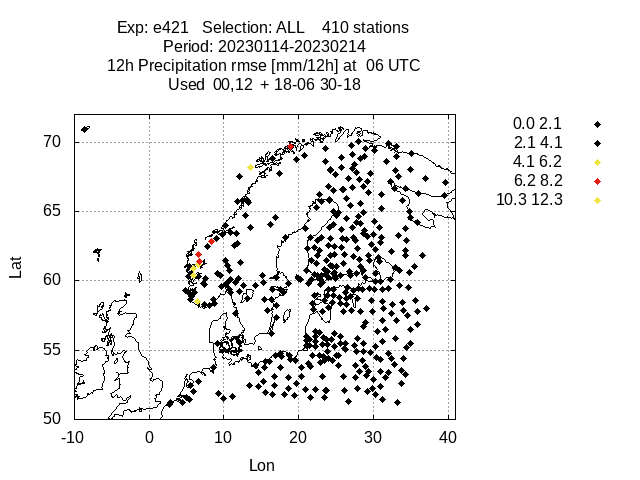 Exp: e421 Selection: ALL 410 stations
Period: 20230114-20230214
12h Precipitation rmse [mm/12h] at 06 UTC
Used 00,12 + 18-06 30-18
0.0 2.1
2.1 4.1
4.1 6.2
6.2 8.2
10.3 12.3
70
65
60
55
50
Lat
-10 0 10 20 30 40
Lon